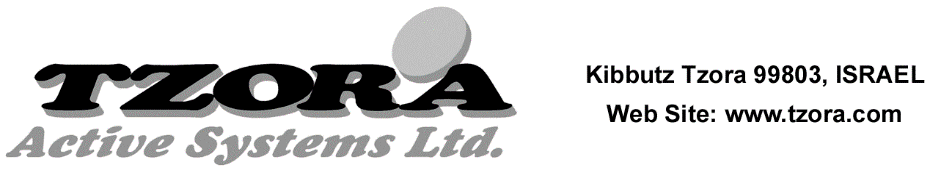 TZORA
Active Systems Ltd.
Kibbutz Tzora 99803, ISRAEL
Web Site: www.tzora.com